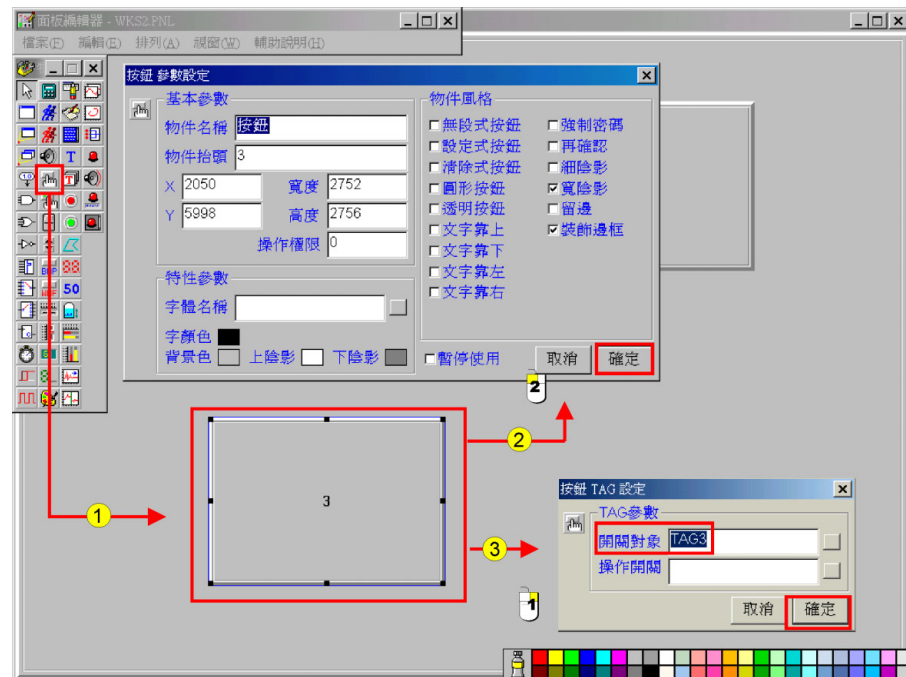 面板編輯器 - WKS2.PNL
檔案(F) 編輯(E) 排列(A) 視窗(W) 輔助說明(H)
按鈕 參數設定
基本參數
物件名稱 按鈕
物件抬頭 3
X 2050 寬度 2752
Y 5998 高度 2756
操作權限 0
特性參數
字體名稱
字顏色
背景色 上陰影 下陰影
物件風格
無段式按鈕 強制密碼
設定式按鈕 再確認
清除式按鈕 細陰影
圓形按鈕 寬陰影
透明按鈕 留邊
文字靠上 裝飾邊框
文字靠下
文字靠左
文字靠右
暫停使用 取消 確定
2
2
3
1
3
按鈕 TAG 設定
TAG參數
開關對象 TAG3
操作開關
取消 確定
1
T
T
88
50